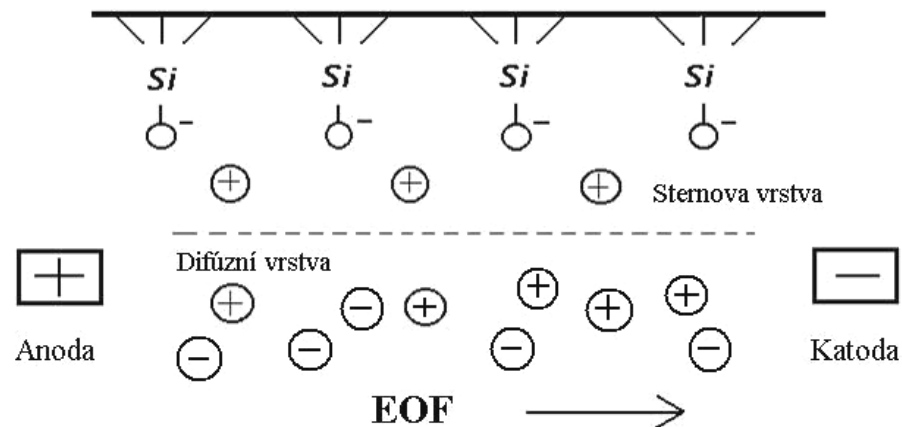 Si Si Si Si
O⁻ O⁻ O⁻ O⁻
+ + +
Sternova vrstva
Difúzní vrstva
+ − + + + + −
− − − −
Anoda
Katoda
EOF